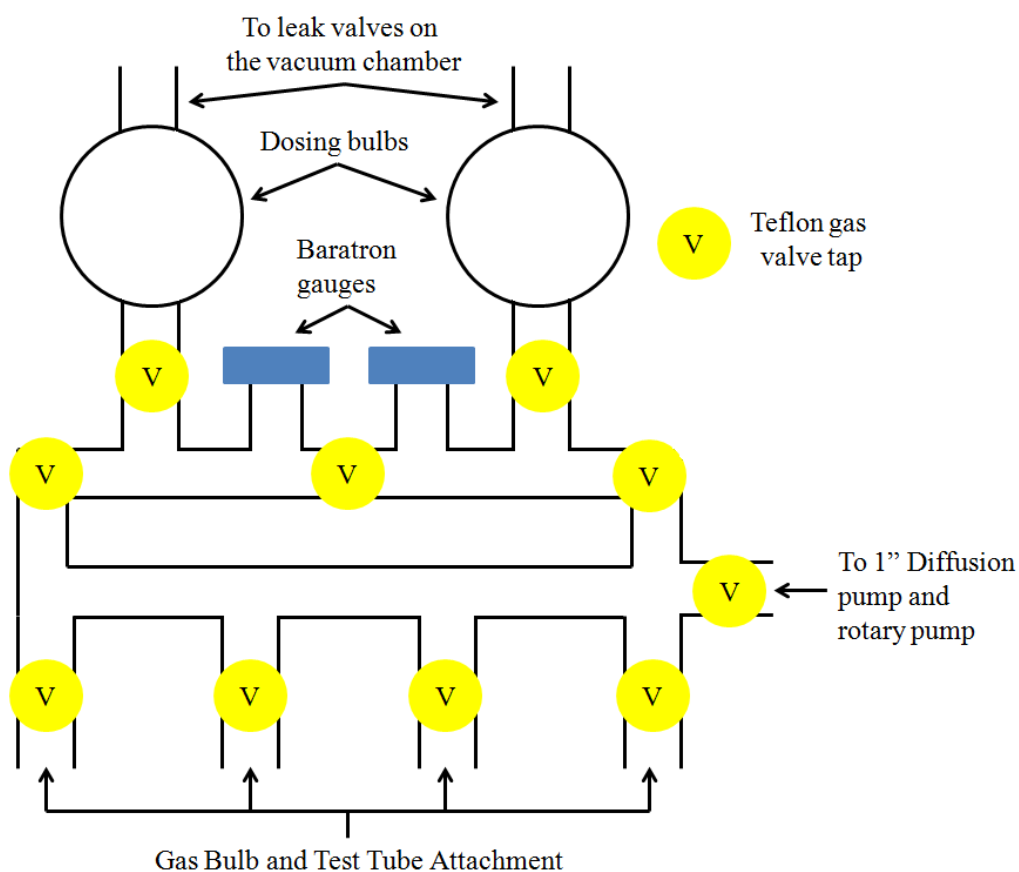 To leak valves on
the vacuum chamber
Dosing bulbs
Teflon gas
valve tap
V
Baratron
gauges
V
V
V
V
V
To 1” Diffusion
pump and
rotary pump
V
V
V
V
V
Gas Bulb and Test Tube Attachment